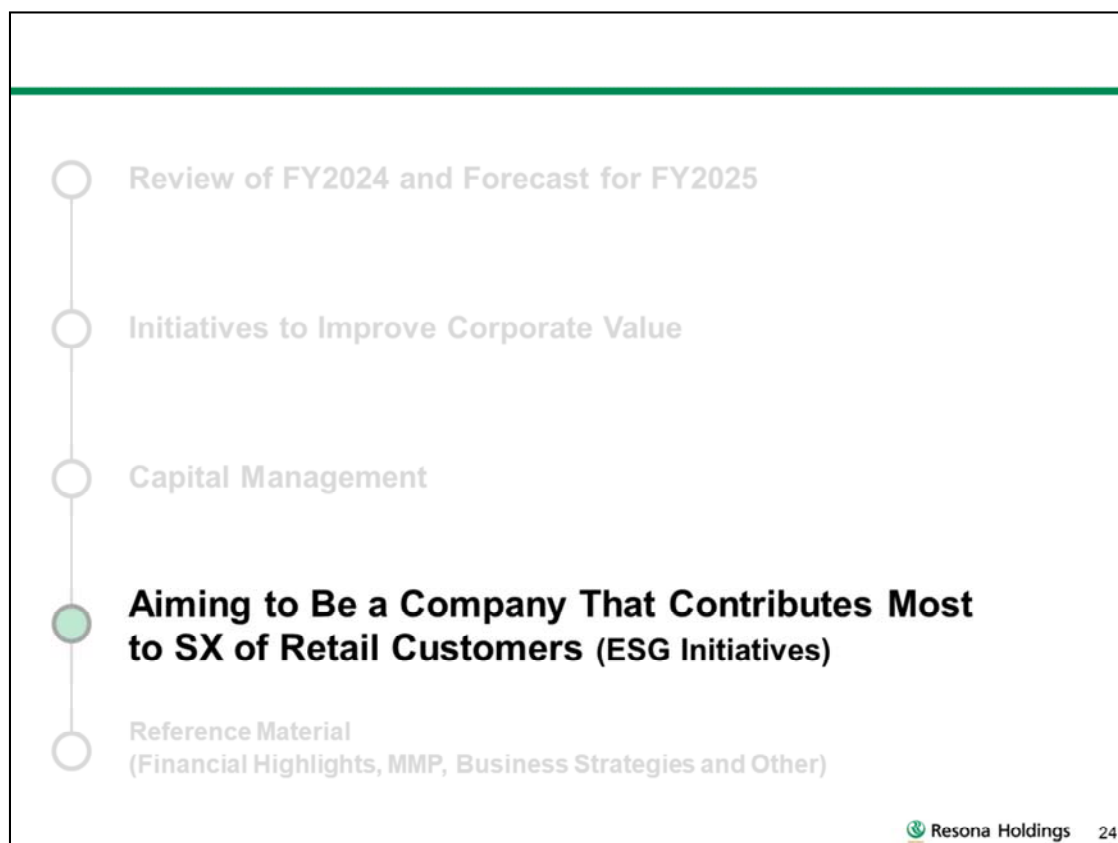 Review of FY2024 and Forecast for FY2025
Initiatives to Improve Corporate Value
Capital Management
Aiming to Be a Company That Contributes Most
to SX of Retail Customers (ESG Initiatives)
Reference Material
(Financial Highlights, MMP, Business Strategies and Other)
Resona Holdings 24